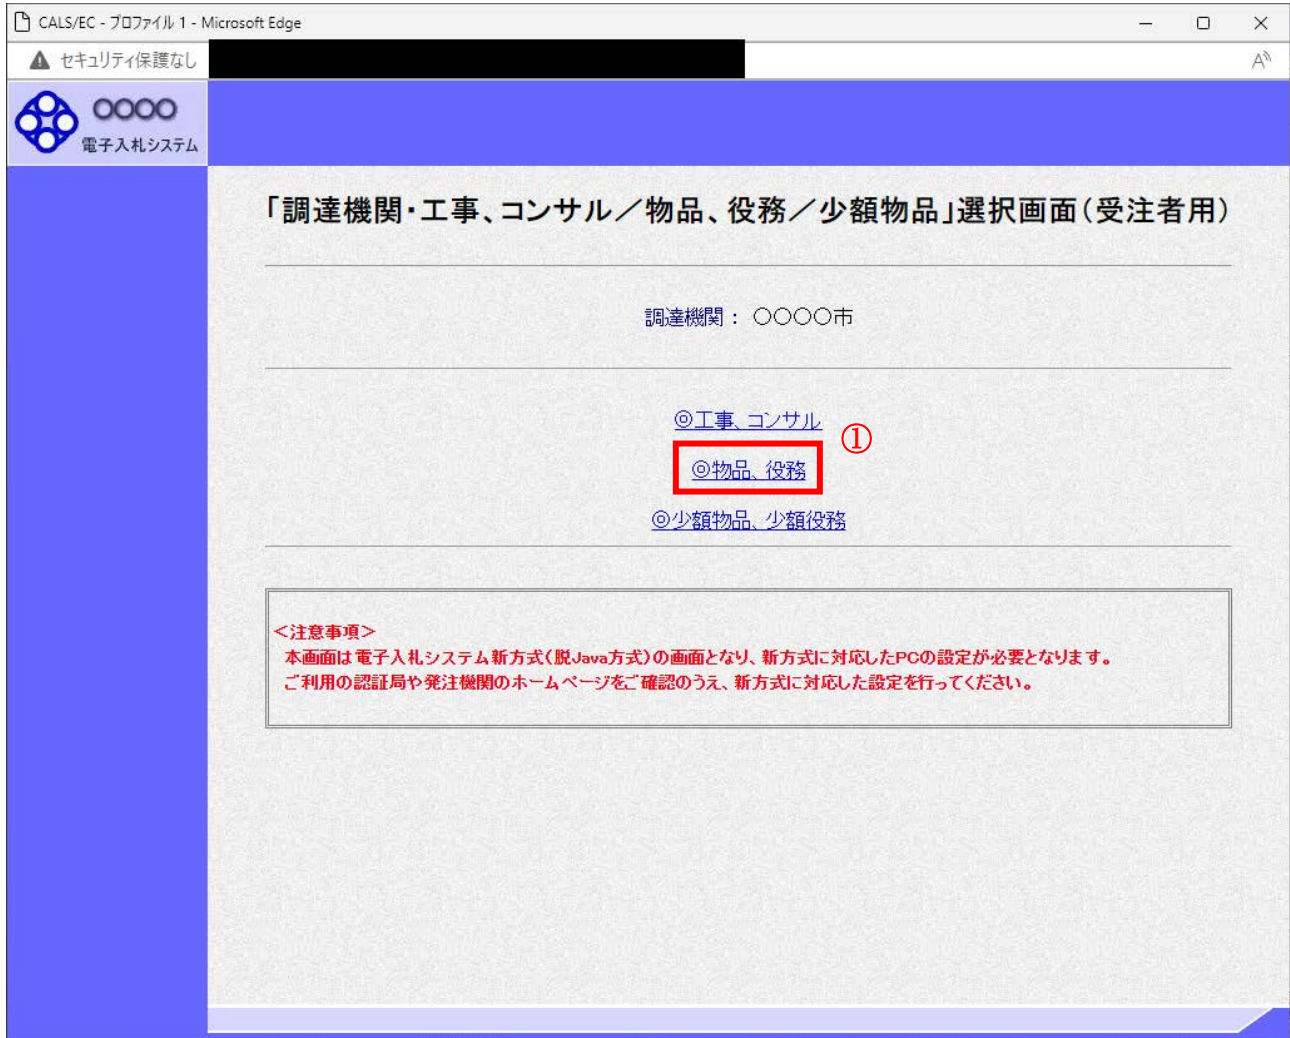 CALS/EC - プロファイル 1 - Microsoft Edge
セキュリティ保護なし
○○○○
電子入札システム
「調達機関・工事、コンサル／物品、役務／少額物品」選択画面（受注者用）
調達機関： ○○○○市
◎工事、コンサル
①
◎物品、役務
◎少額物品、少額役務
＜注意事項＞
本画面は電子入札システム新方式（脱Java方式）の画面となり、新方式に対応したPCの設定が必要となります。
ご利用の認証局や発注機関のホームページをご確認のうえ、新方式に対応した設定を行ってください。